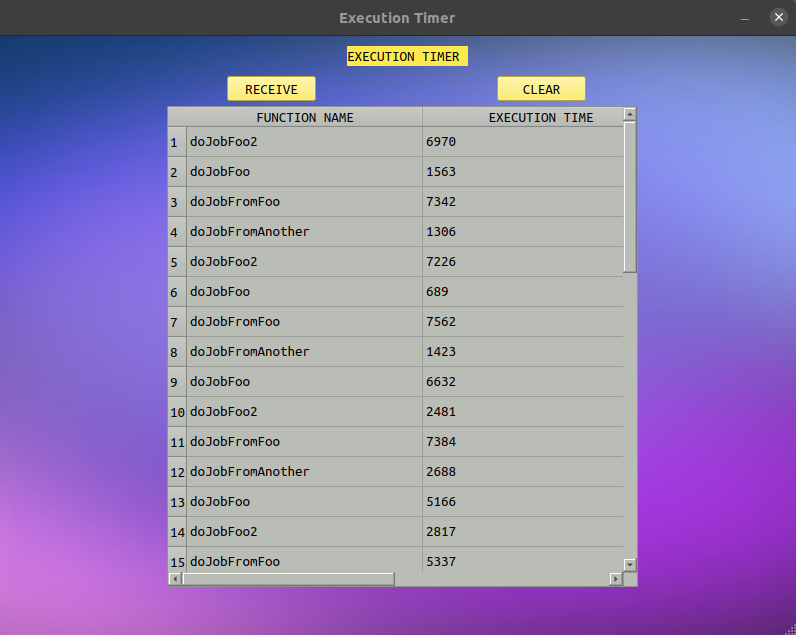 Execution Timer
EXECUTION TIMER
RECEIVE CLEAR
FUNCTION NAME EXECUTION TIME
1 doJobFoo2 6970
2 doJobFoo 1563
3 doJobFromFoo 7342
4 doJobFromAnother 1306
5 doJobFoo2 7226
6 doJobFoo 689
7 doJobFromFoo 7562
8 doJobFromAnother 1423
9 doJobFoo 6632
10 doJobFoo2 2481
11 doJobFromFoo 7384
12 doJobFromAnother 2688
13 doJobFoo 5166
14 doJobFoo2 2817
15 doJobFromFoo 5337